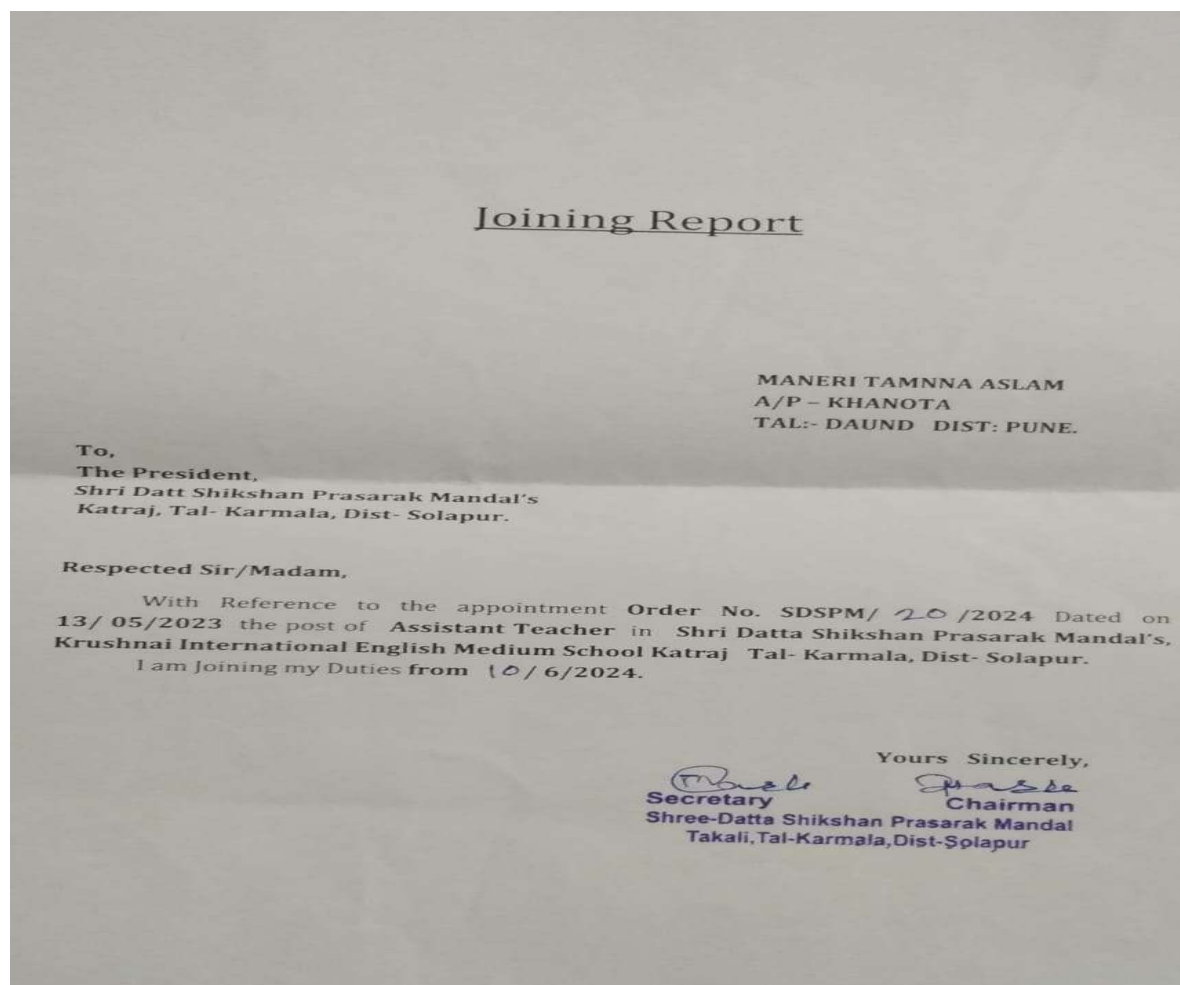 Joining Report
MANERI TAMNNA ASLAM
A/P – KHANOTA
TAL:- DAUND DIST: PUNE.
To,
The President,
Shri Datt Shikshan Prasarak Mandal's
Katraj, Tal- Karmala, Dist- Solapur.
Respected Sir/Madam,
With Reference to the appointment Order No. SDSPM/ 20 /2024 Dated on
13/ 05/2023 the post of Assistant Teacher in Shri Datta Shikshan Prasarak Mandal's,
Krushnai International English Medium School Katraj Tal- Karmala, Dist- Solapur.
I am Joining my Duties from 10/ 6/2024.
Yours Sincerely,
Secretary Chairman
Shree-Datta Shikshan Prasarak Mandal
Takali,Tal-Karmala,Dist-Solapur